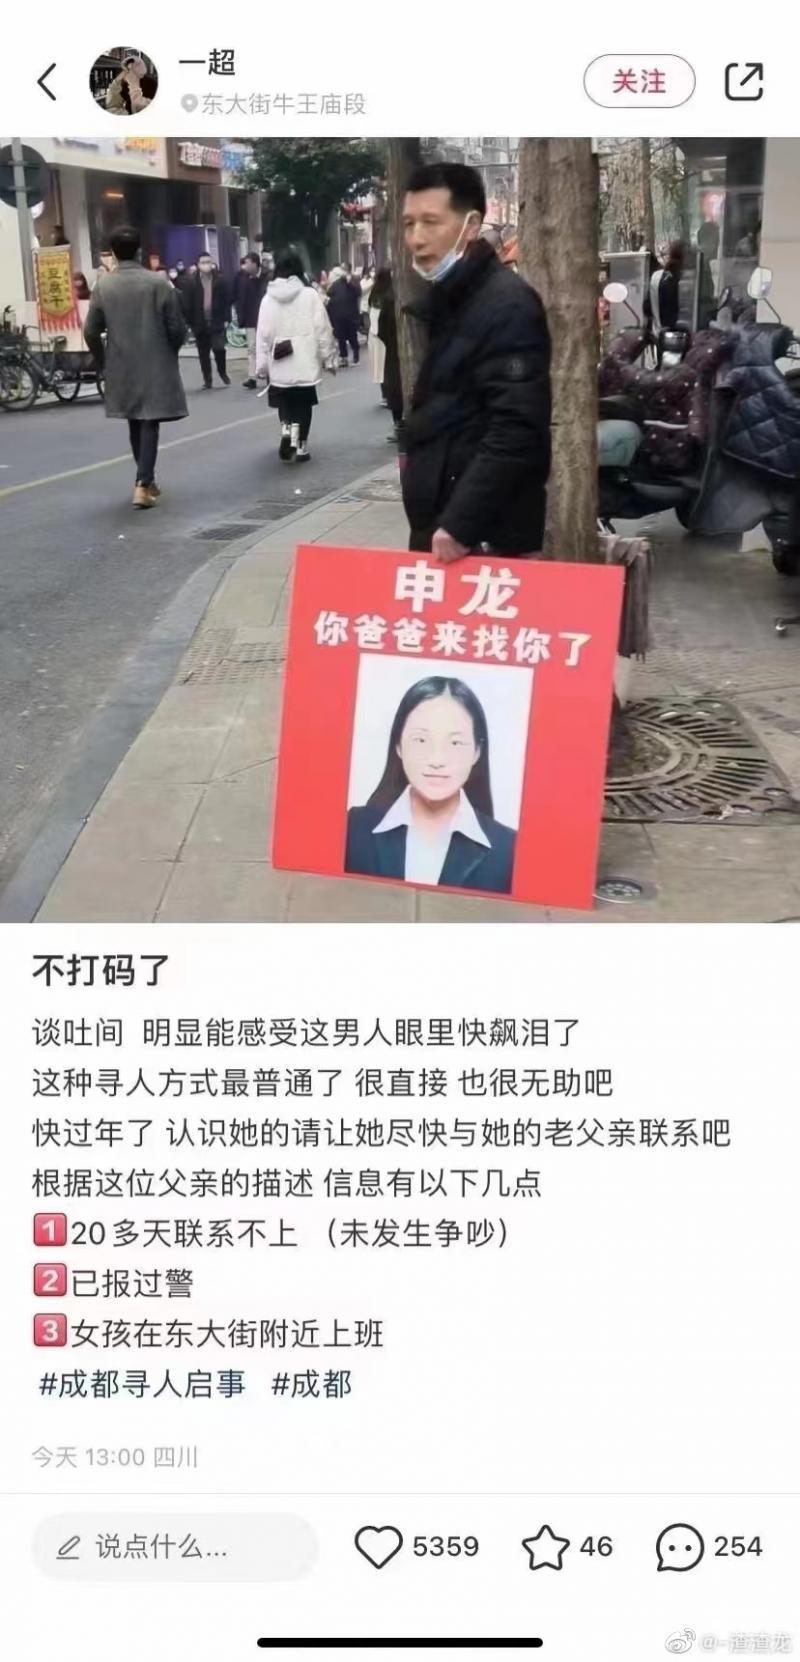 一超
东大街牛王庙段
关注
豆腐干
申龙
你爸爸来找你了
不打码了
谈吐间 明显能感受这男人眼里快飙泪了
这种寻人方式最普通了 很直接 也很无助吧
快过年了 认识她的请让她尽快与她的老父亲联系吧
根据这位父亲的描述 信息有以下几点
1 20多天联系不上 （未发生争吵）
2 已报过警
3 女孩在东大街附近上班
#成都寻人启事 #成都
今天 13:00 四川
说点什么...
5359
46
254
@-渣渣龙